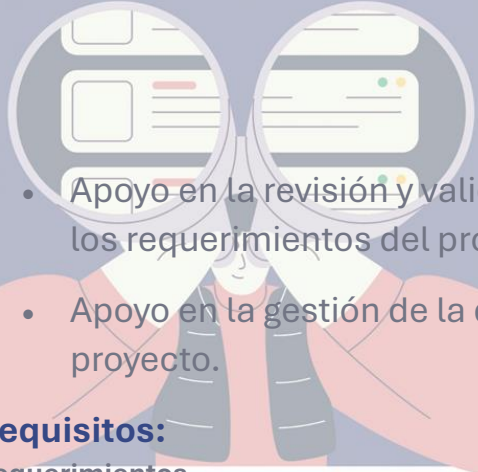 • Apoyo en la revisión y vali
los requerimientos del pro
• Apoyo en la gestión de la
proyecto.
equisitos: